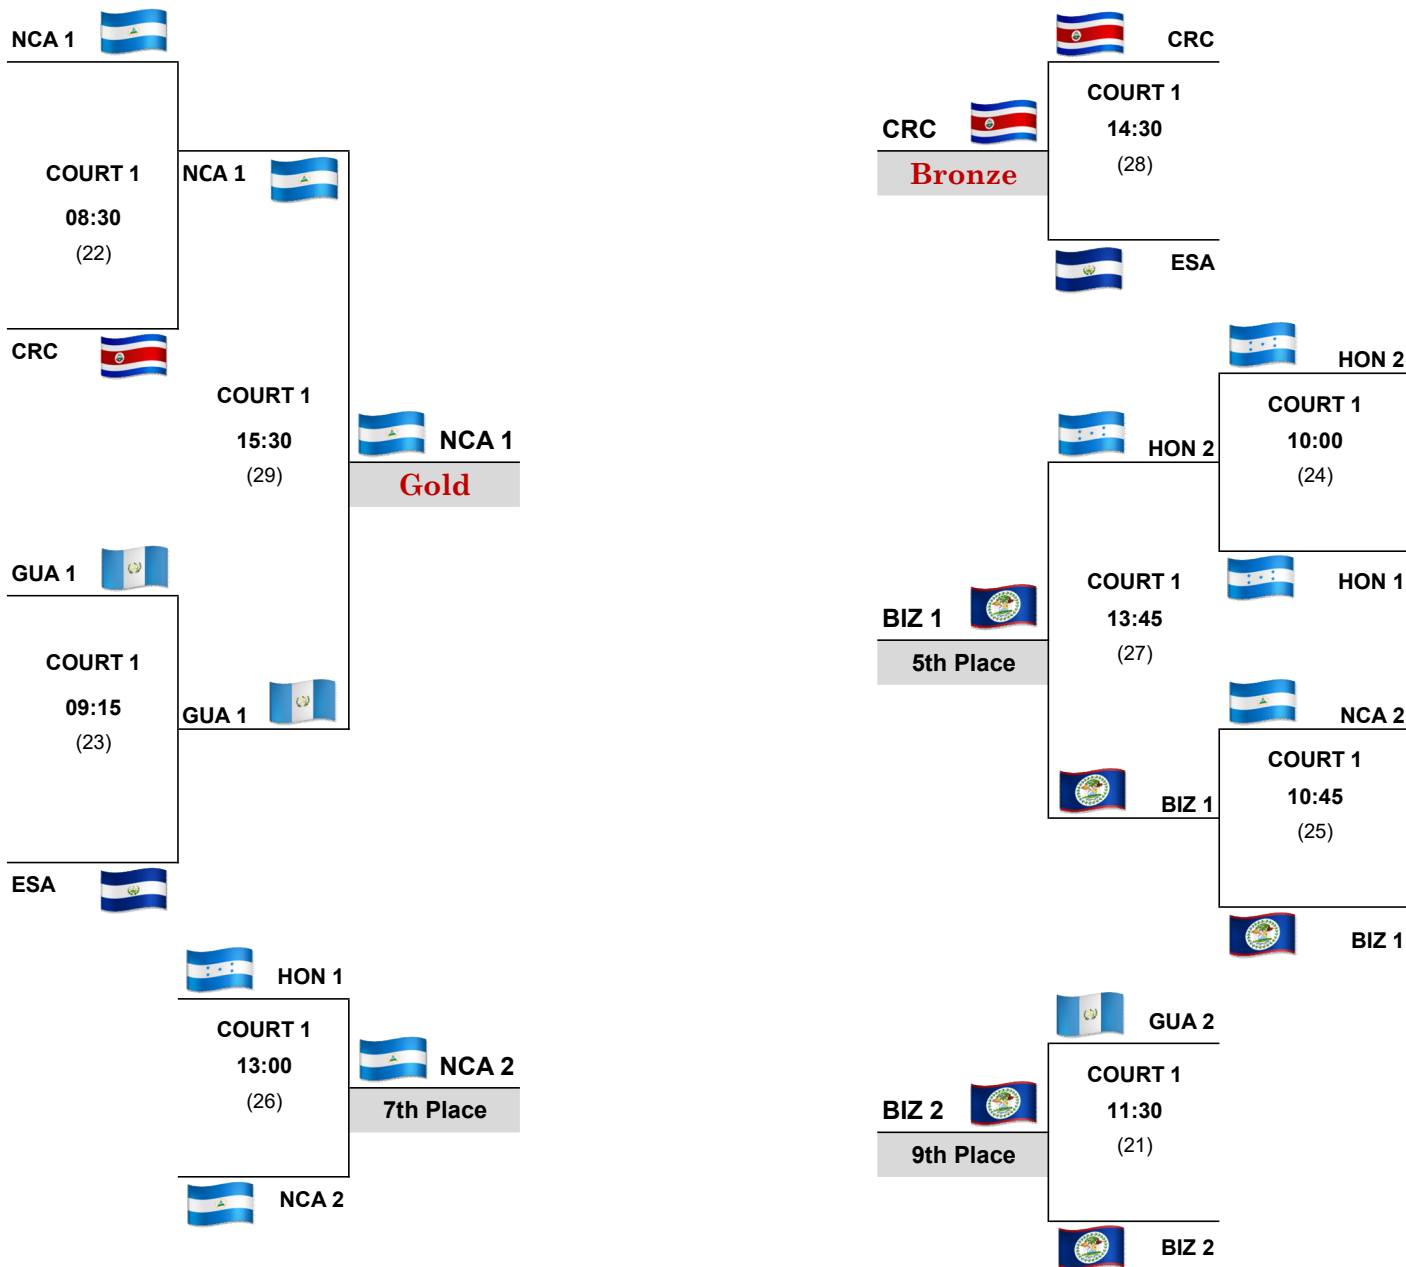 NCA 1
COURT 1
08:30
(22)
CRC
NCA 1
COURT 1
15:30
(29)
NCA 1
Gold
GUA 1
COURT 1
09:15
(23)
ESA
GUA 1
HON 1
COURT 1
13:00
(26)
NCA 2
NCA 2
7th Place
CRC
COURT 1
14:30
(28)
ESA
CRC
Bronze
HON 2
COURT 1
10:00
(24)
HON 1
HON 2
COURT 1
13:45
(27)
BIZ 1
5th Place
NCA 2
COURT 1
10:45
(25)
BIZ 1
BIZ 1
GUA 2
COURT 1
11:30
(21)
BIZ 2
BIZ 2
9th Place